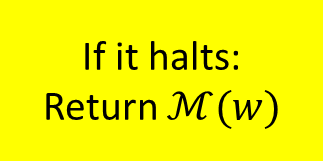 If it halts:
Return ℳ(𝑤)